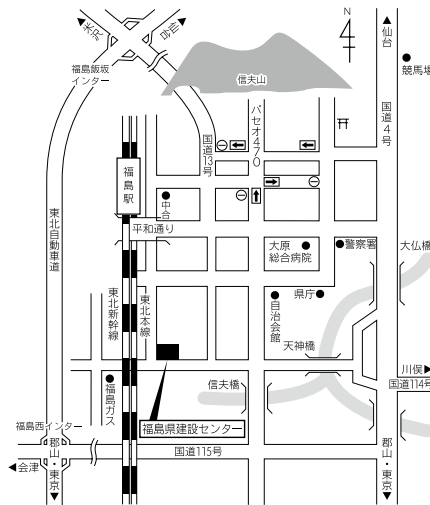 N
米沢
仙台
▲仙台
福島飯坂
インター
信夫山
競馬場
国道4号
国道13号
パセオ470
福島駅
中合
平和通り
東北自動車道
大原
総合病院
警察署
大仏橋
東北新幹線
東北本線
県庁
自治会館
天神橋
川俣▶
国道114号
福島ガス
信夫橋
福島西インター
福島県建設センター
国道115号
◀会津
郡山・東京▼
郡山・東京▼